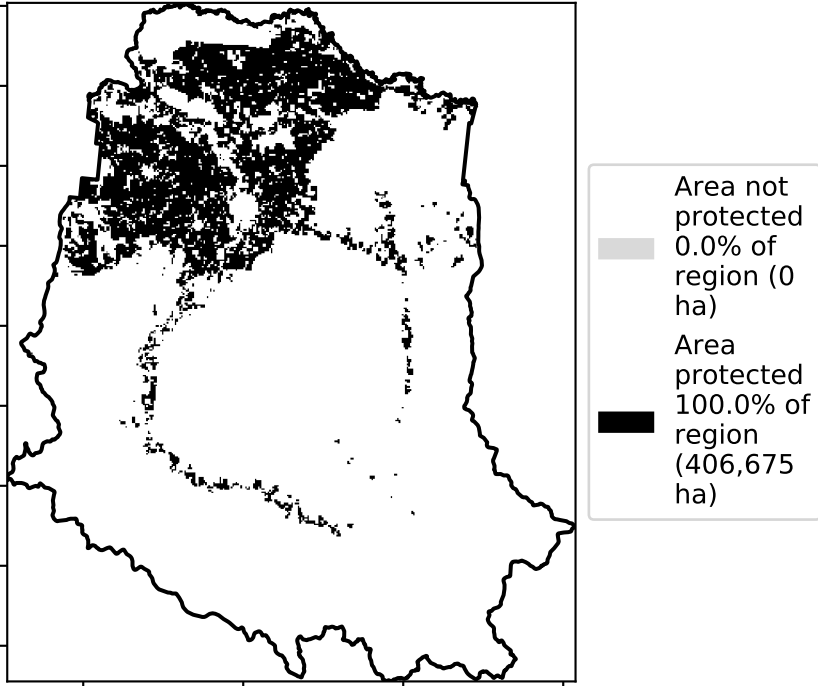 Area not
protected
0.0% of
region (0
ha)
Area
protected
100.0% of
region
(406,675
ha)